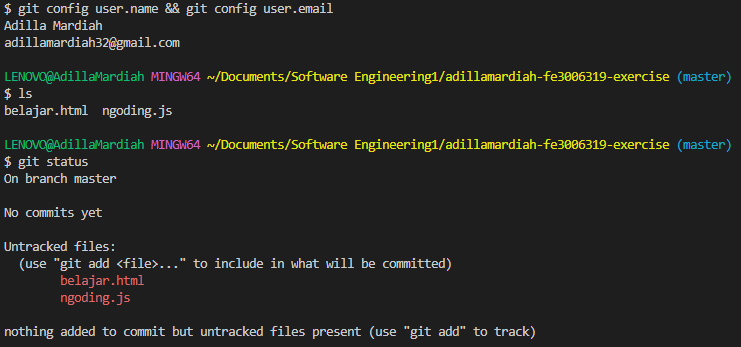 $ git config user.name && git config user.email
Adilla Mardiah
adillamardiah32@gmail.com
LENOVO@AdillaMardiah MINGW64 ~/Documents/Software Engineering1/adillamardiah-fe3006319-exercise (master)
$ ls
belajar.html  ngoding.js
LENOVO@AdillaMardiah MINGW64 ~/Documents/Software Engineering1/adillamardiah-fe3006319-exercise (master)
$ git status
On branch master
No commits yet
Untracked files:
  (use "git add <file>..." to include in what will be committed)
        belajar.html
        ngoding.js
nothing added to commit but untracked files present (use "git add" to track)